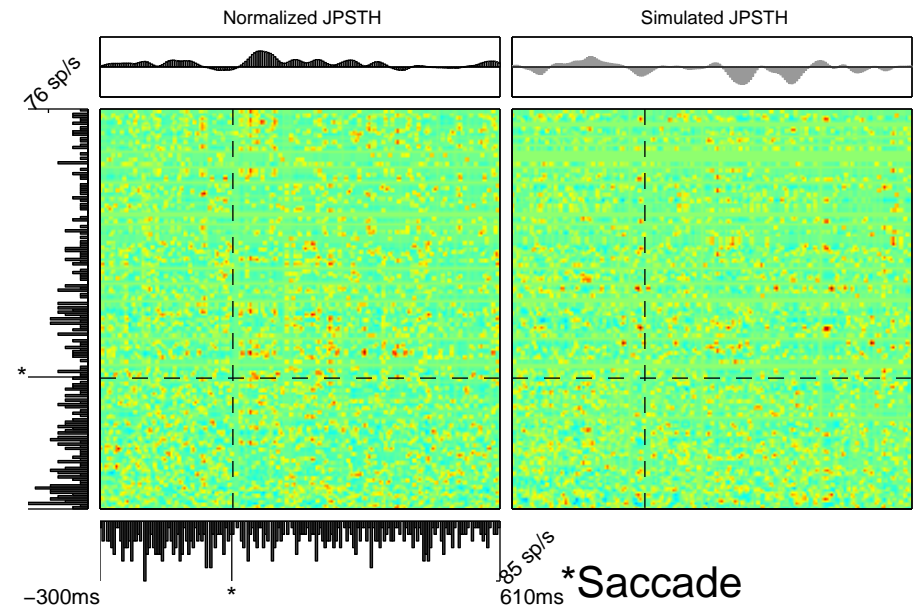 Normalized JPSTH
Simulated JPSTH
76 sp/s
*
85 sp/s
−300ms
*
610ms
*Saccade